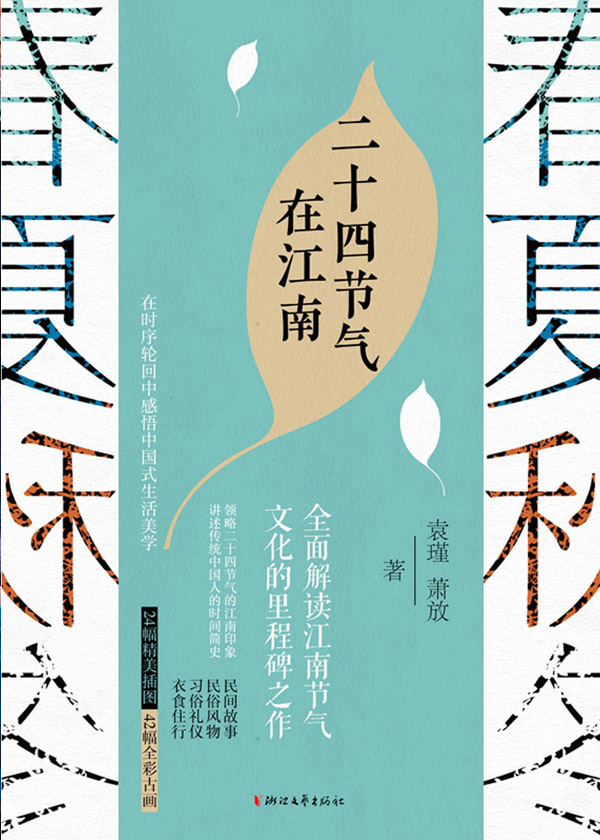 二十四节气
在江南
在时序轮回中感悟中国式生活美学
袁瑾 萧放
著
全面解读江南节气
文化的里程碑之作
领略二十四节气的江南印象
讲述传统中国人的时间简史
民间故事
民俗风物
习俗礼仪
衣食住行
24幅精美插图
42幅全彩古画
浙江文艺出版社
春
夏
秋
冬
春
夏
秋
冬